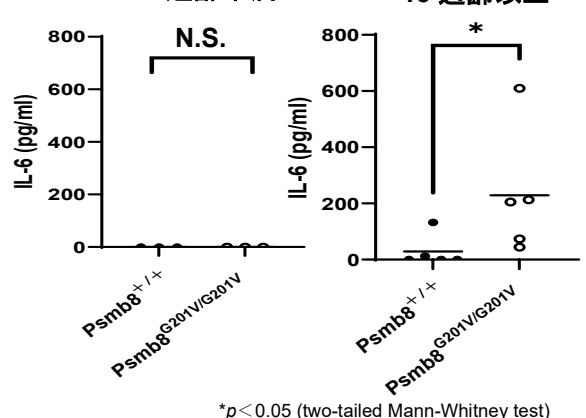 N.S.
800
600
400
200
0
IL-6 (pg/ml)
Psmb8+/+
Psmb8G201V/G201V
*
800
600
400
200
0
IL-6 (pg/ml)
Psmb8+/+
Psmb8G201V/G201V
*p<0.05 (two-tailed Mann-Whitney test)